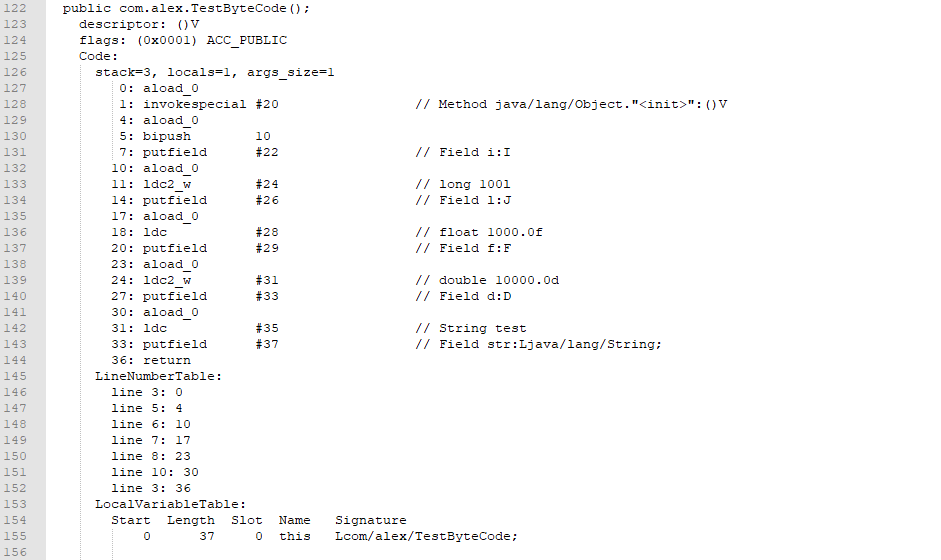 122 public com.alex.TestByteCode();
123 descriptor: ()V
124 flags: (0x0001) ACC_PUBLIC
125 Code:
126 stack=3, locals=1, args_size=1
127 0: aload_0
128 1: invokespecial #20 // Method java/lang/Object."<init>":()V
129 4: aload_0
130 5: bipush 10
131 7: putfield #22 // Field i:I
132 10: aload_0
133 11: ldc2_w #24 // long 100l
134 14: putfield #26 // Field l:J
135 17: aload_0
136 18: ldc #28 // float 1000.0f
137 20: putfield #29 // Field f:F
138 23: aload_0
139 24: ldc2_w #31 // double 10000.0d
140 27: putfield #33 // Field d:D
141 30: aload_0
142 31: ldc #35 // String test
143 33: putfield #37 // Field str:Ljava/lang/String;
144 36: return
145 LineNumberTable:
146 line 3: 0
147 line 5: 4
148 line 6: 10
149 line 7: 17
150 line 8: 23
151 line 10: 30
152 line 3: 36
153 LocalVariableTable:
154 Start Length Slot Name Signature
155 0 37 0 this Lcom/alex/TestByteCode;
156